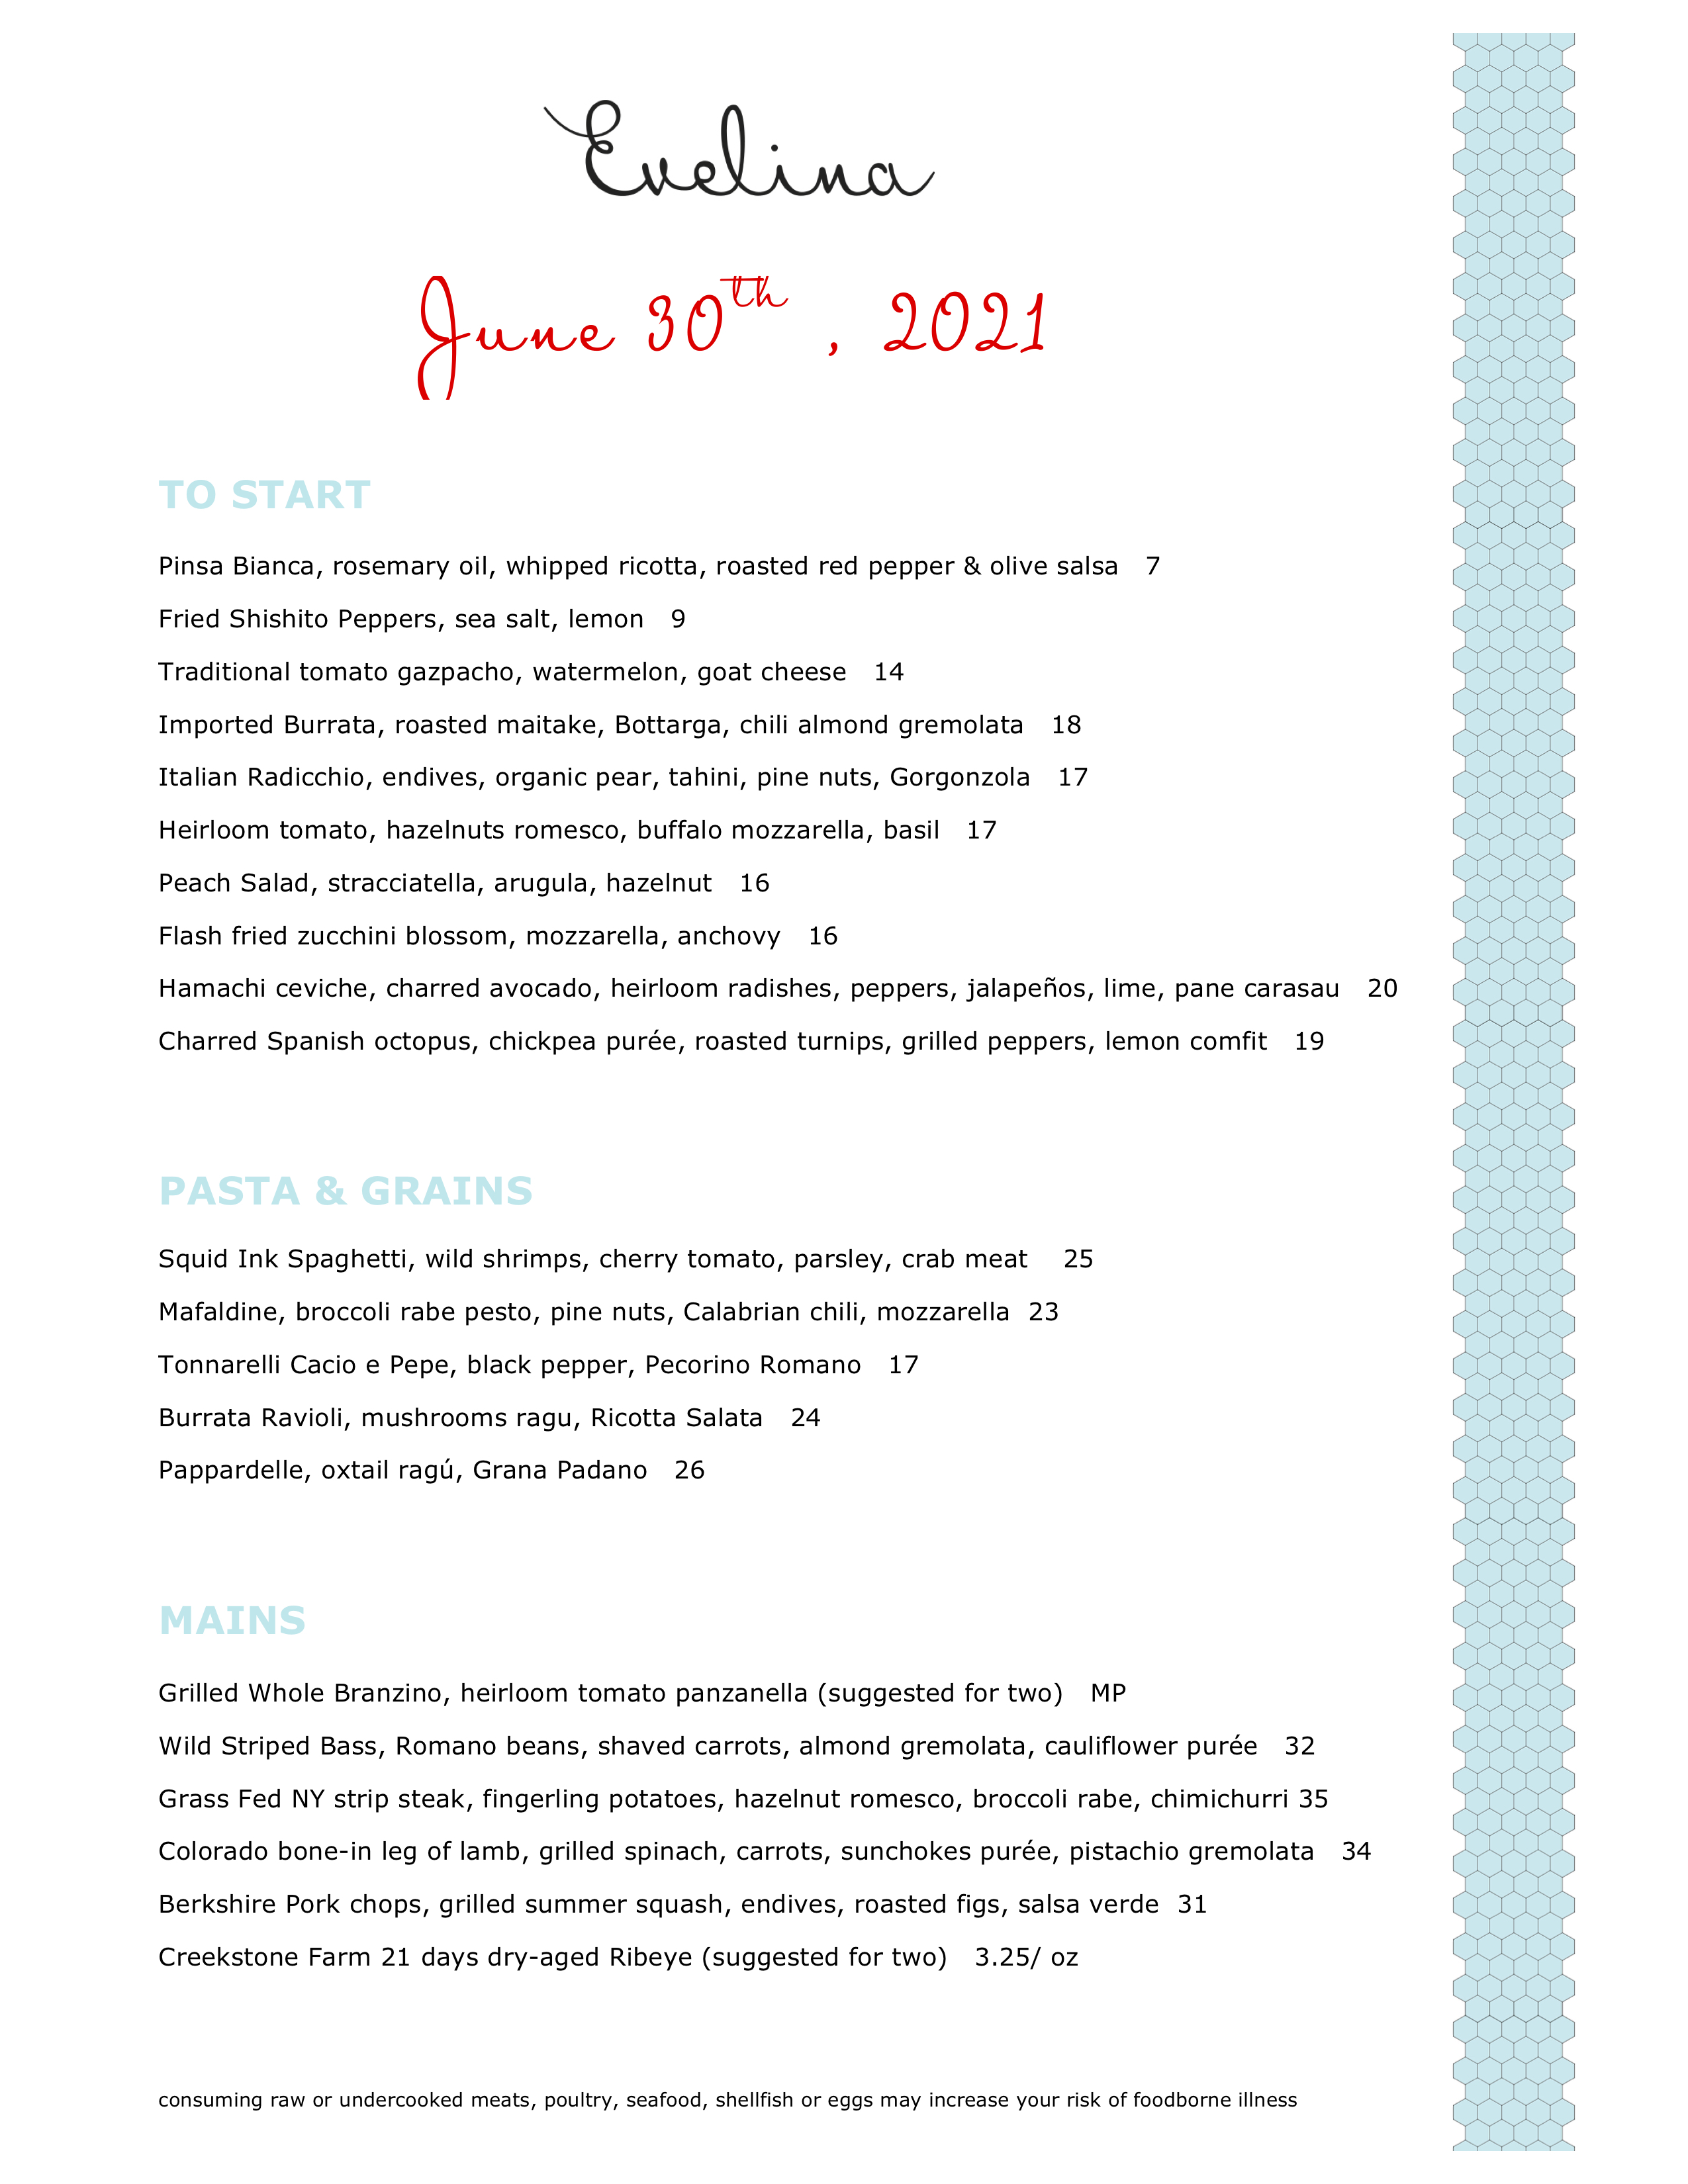 Evelina
June 30th , 2021
TO START
Pinsa Bianca, rosemary oil, whipped ricotta, roasted red pepper & olive salsa 7
Fried Shishito Peppers, sea salt, lemon 9
Traditional tomato gazpacho, watermelon, goat cheese 14
Imported Burrata, roasted maitake, Bottarga, chili almond gremolata 18
Italian Radicchio, endives, organic pear, tahini, pine nuts, Gorgonzola 17
Heirloom tomato, hazelnuts romesco, buffalo mozzarella, basil 17
Peach Salad, stracciatella, arugula, hazelnut 16
Flash fried zucchini blossom, mozzarella, anchovy 16
Hamachi ceviche, charred avocado, heirloom radishes, peppers, jalapeños, lime, pane carasau 20
Charred Spanish octopus, chickpea purée, roasted turnips, grilled peppers, lemon comfit 19
PASTA & GRAINS
Squid Ink Spaghetti, wild shrimps, cherry tomato, parsley, crab meat 25
Mafaldine, broccoli rabe pesto, pine nuts, Calabrian chili, mozzarella 23
Tonnarelli Cacio e Pepe, black pepper, Pecorino Romano 17
Burrata Ravioli, mushrooms ragu, Ricotta Salata 24
Pappardelle, oxtail ragú, Grana Padano 26
MAINS
Grilled Whole Branzino, heirloom tomato panzanella (suggested for two) MP
Wild Striped Bass, Romano beans, shaved carrots, almond gremolata, cauliflower purée 32
Grass Fed NY strip steak, fingerling potatoes, hazelnut romesco, broccoli rabe, chimichurri 35
Colorado bone-in leg of lamb, grilled spinach, carrots, sunchokes purée, pistachio gremolata 34
Berkshire Pork chops, grilled summer squash, endives, roasted figs, salsa verde 31
Creekstone Farm 21 days dry-aged Ribeye (suggested for two) 3.25/ oz
consuming raw or undercooked meats, poultry, seafood, shellfish or eggs may increase your risk of foodborne illness